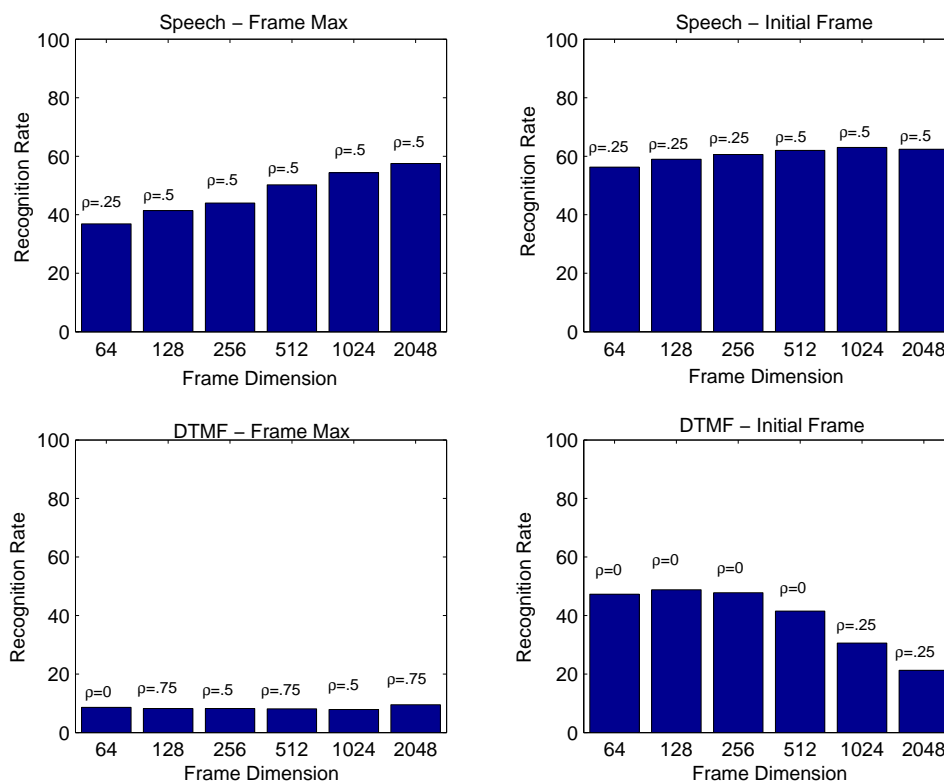 Speech – Frame Max
100
80
60
40
20
0
Recognition Rate
ρ=.25
ρ=.5
ρ=.5
ρ=.5
ρ=.5
ρ=.5
64 128 256 512 1024 2048
Frame Dimension
Speech – Initial Frame
100
80
60
40
20
0
Recognition Rate
ρ=.25
ρ=.25
ρ=.25
ρ=.5
ρ=.5
ρ=.5
64 128 256 512 1024 2048
Frame Dimension
DTMF – Frame Max
100
80
60
40
20
0
Recognition Rate
ρ=0
ρ=.75
ρ=.5
ρ=.75
ρ=.5
ρ=.75
64 128 256 512 1024 2048
Frame Dimension
DTMF – Initial Frame
100
80
60
40
20
0
Recognition Rate
ρ=0
ρ=0
ρ=0
ρ=0
ρ=.25
ρ=.25
64 128 256 512 1024 2048
Frame Dimension